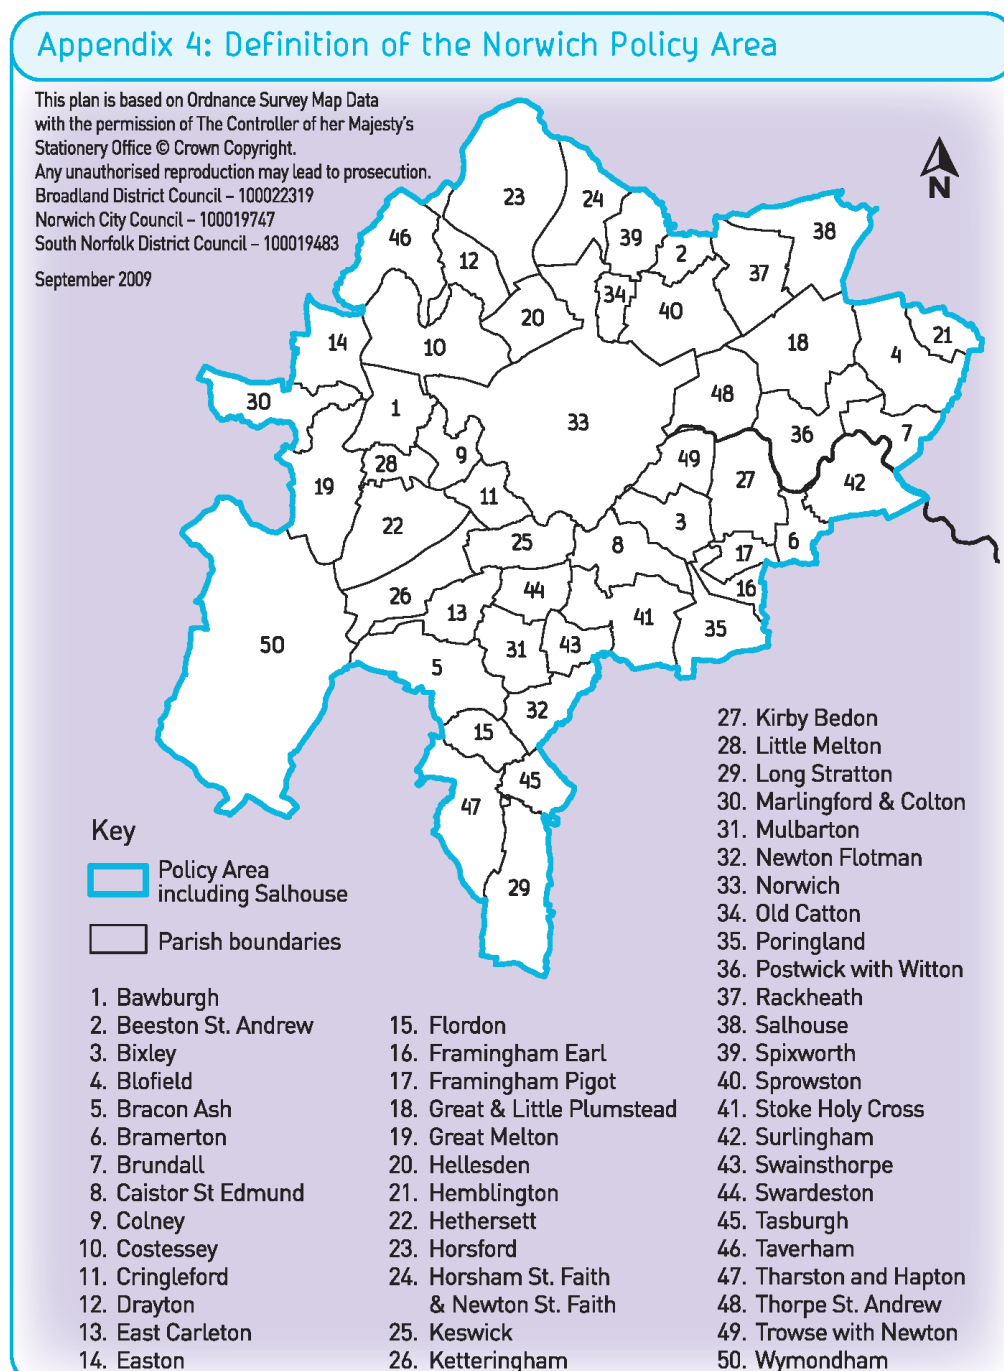 Appendix 4: Definition of the Norwich Policy Area
This plan is based on Ordnance Survey Map Data
with the permission of The Controller of her Majesty's
Stationery Office © Crown Copyright.
Any unauthorised reproduction may lead to prosecution.
Broadland District Council – 100022319
Norwich City Council – 100019747
South Norfolk District Council – 100019483
September 2009
N
23
24
38
46
39
2
12
37
34
40
20
14
10
18
21
4
30
48
1
33
36
7
9
28
49
27
42
19
11
22
3
25
8
17
6
44
16
26
13
41
35
31
43
50
5
32
15
45
47
29
Key
Policy Area
including Salhouse
Parish boundaries
1. Bawburgh
2. Beeston St. Andrew
3. Bixley
4. Blofield
5. Bracon Ash
6. Bramerton
7. Brundall
8. Caistor St Edmund
9. Colney
10. Costessey
11. Cringleford
12. Drayton
13. East Carleton
14. Easton
15. Flordon
16. Framingham Earl
17. Framingham Pigot
18. Great & Little Plumstead
19. Great Melton
20. Hellesden
21. Hemblington
22. Hethersett
23. Horsford
24. Horsham St. Faith
& Newton St. Faith
25. Keswick
26. Ketteringham
27. Kirby Bedon
28. Little Melton
29. Long Stratton
30. Marlingford & Colton
31. Mulbarton
32. Newton Flotman
33. Norwich
34. Old Catton
35. Poringland
36. Postwick with Witton
37. Rackheath
38. Salhouse
39. Spixworth
40. Sprowston
41. Stoke Holy Cross
42. Surlingham
43. Swainsthorpe
44. Swardeston
45. Tasburgh
46. Taverham
47. Tharston and Hapton
48. Thorpe St. Andrew
49. Trowse with Newton
50. Wymondham